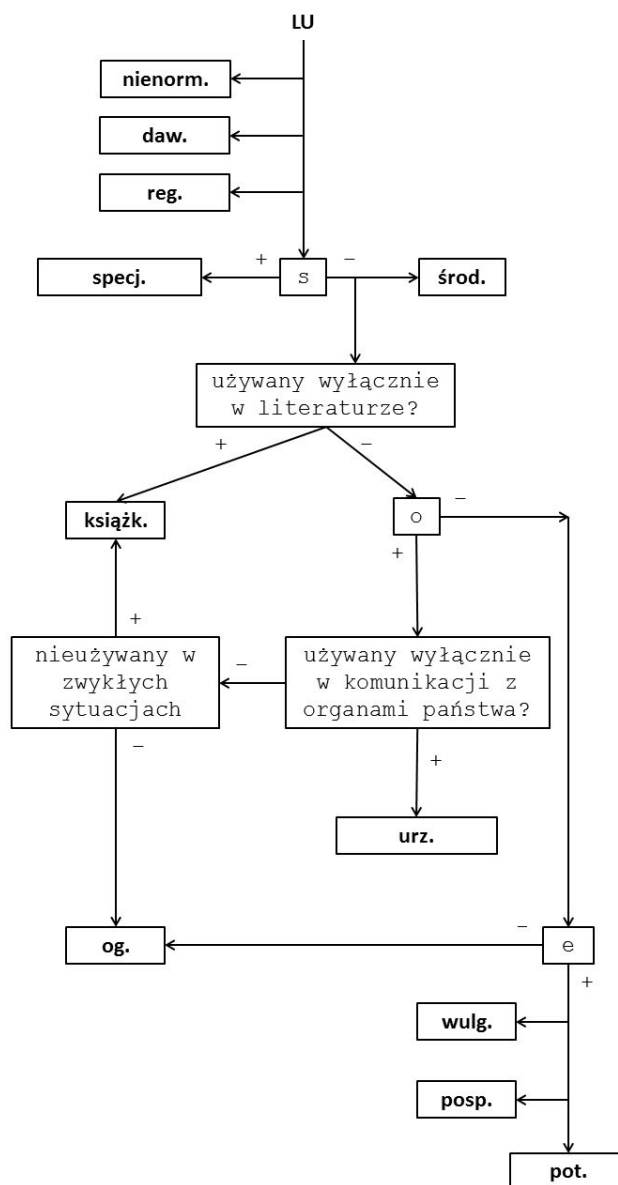 LU
nienorm.
daw.
reg.
+
–
specj.
s
środ.
używany wyłącznie
w literaturze?
+
–
książk.
o
–
+
+
nieużywany w
zwykłych
sytuacjach
–
używany wyłącznie
w komunikacji z
organami państwa?
–
+
urz.
og.
–
e
+
wulg.
posp.
pot.